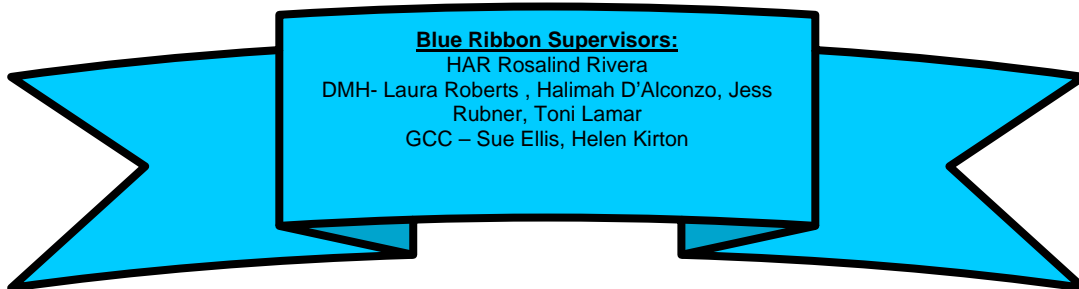 Blue Ribbon Supervisors:
HAR Rosalind Rivera
DMH- Laura Roberts , Halimah D’Alconzo, Jess
Rubner, Toni Lamar
GCC – Sue Ellis, Helen Kirton